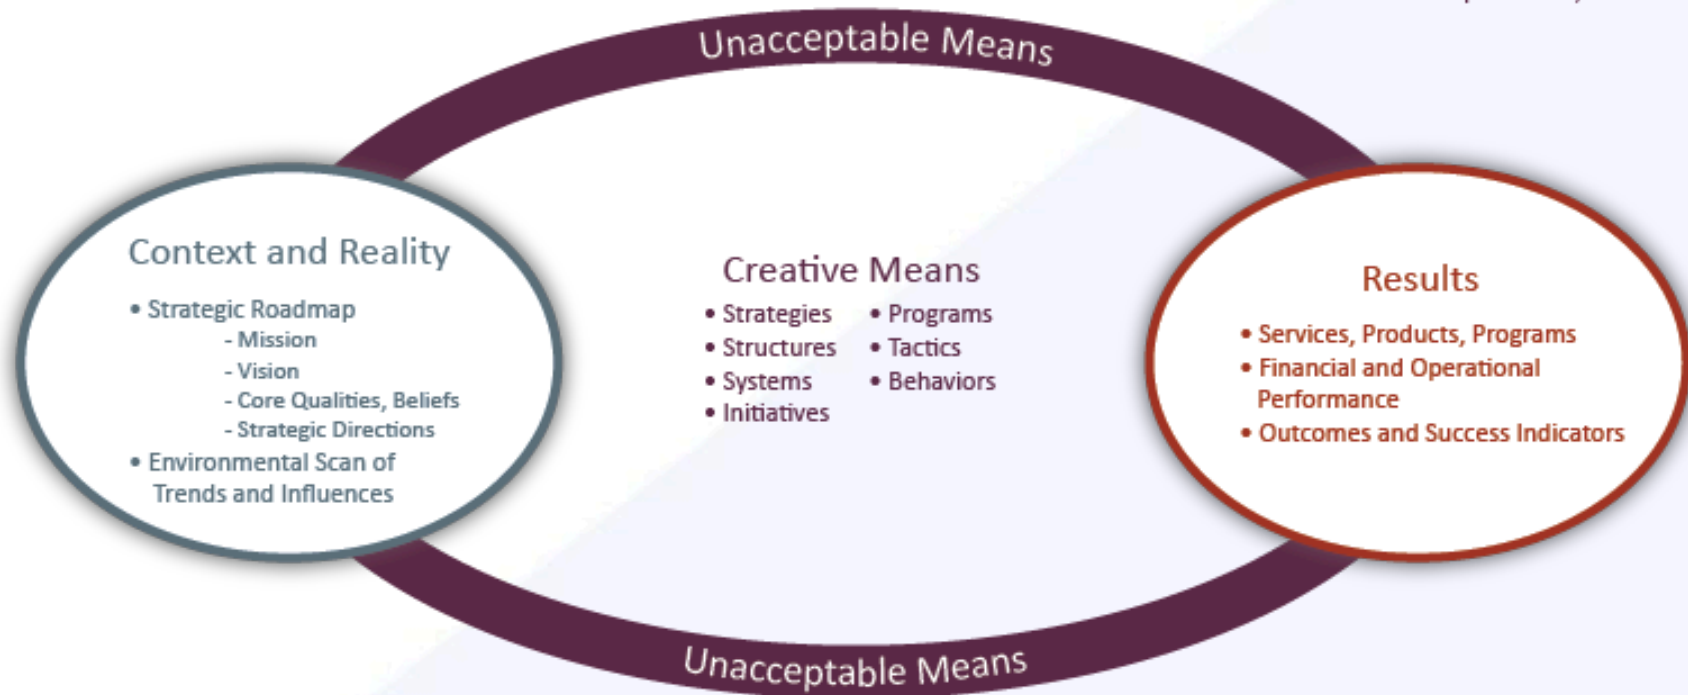 Unacceptable Means
Context and Reality
• Strategic Roadmap
- Mission
- Vision
- Core Qualities, Beliefs
- Strategic Directions
• Environmental Scan of
Trends and Influences
Creative Means
• Strategies • Programs
• Structures • Tactics
• Systems • Behaviors
• Initiatives
Results
• Services, Products, Programs
• Financial and Operational
Performance
• Outcomes and Success Indicators
Unacceptable Means